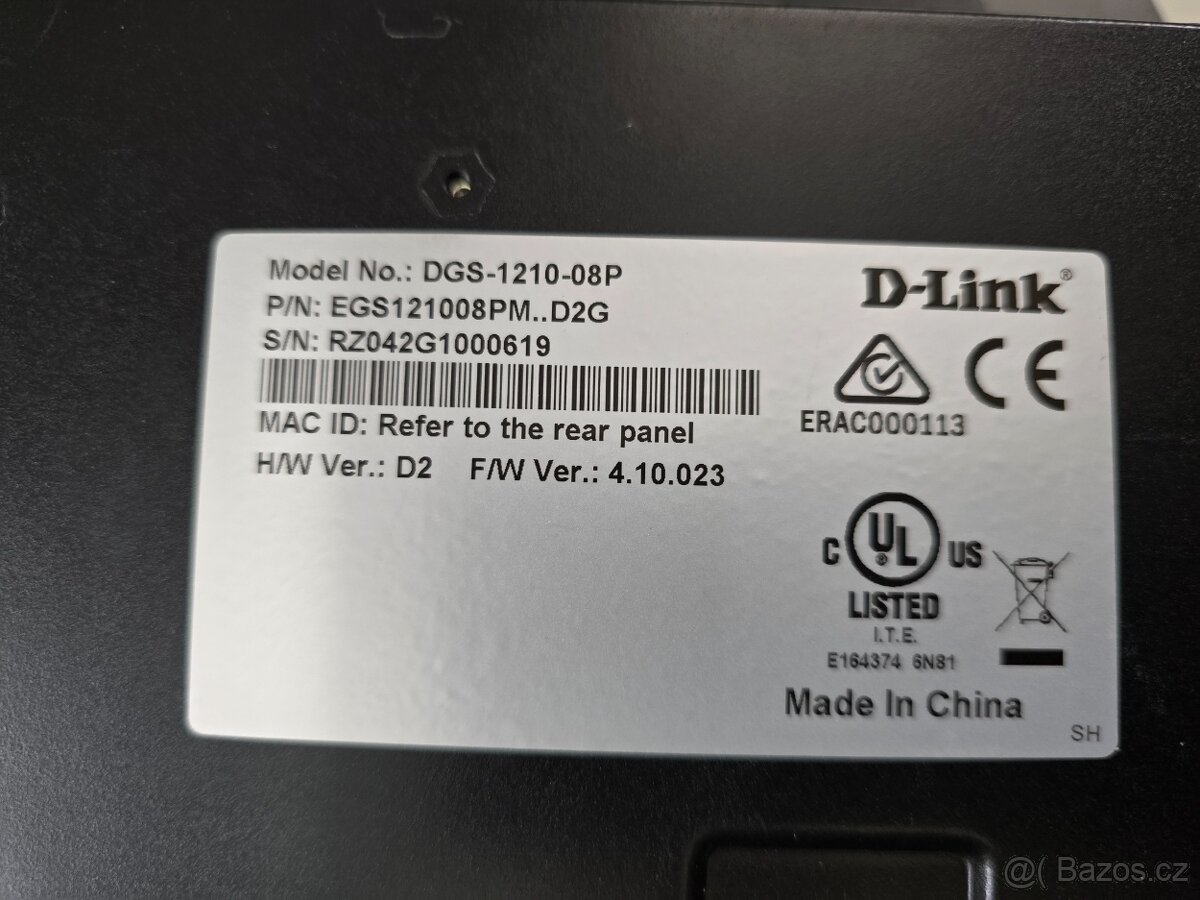 Model No.: DGS-1210-08P
P/N: EGS121008PM..D2G
S/N: RZ042G1000619
MAC ID: Refer to the rear panel
H/W Ver.: D2 F/W Ver.: 4.10.023
D-Link®
CE
ERAC000113
C UL® US
LISTED
I.T.E.
E164374 6N81
Made In China
SH
@( Bazos.cz